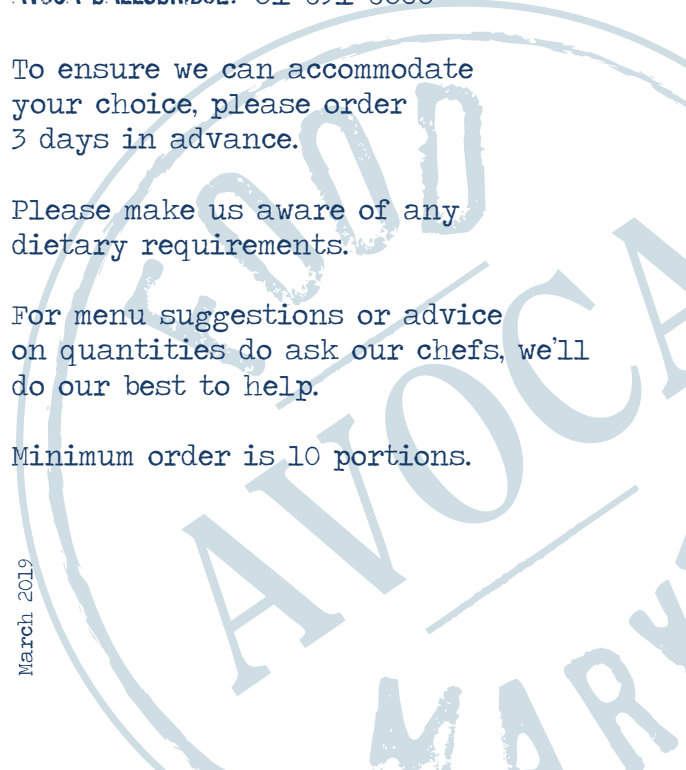 To ensure we can accommodate
your choice, please order
3 days in advance.
Please make us aware of any
dietary requirements.
For menu suggestions or advice
on quantities do ask our chefs, we’ll
do our best to help.
Minimum order is 10 portions.
March 2019
FOOD
AVOCA